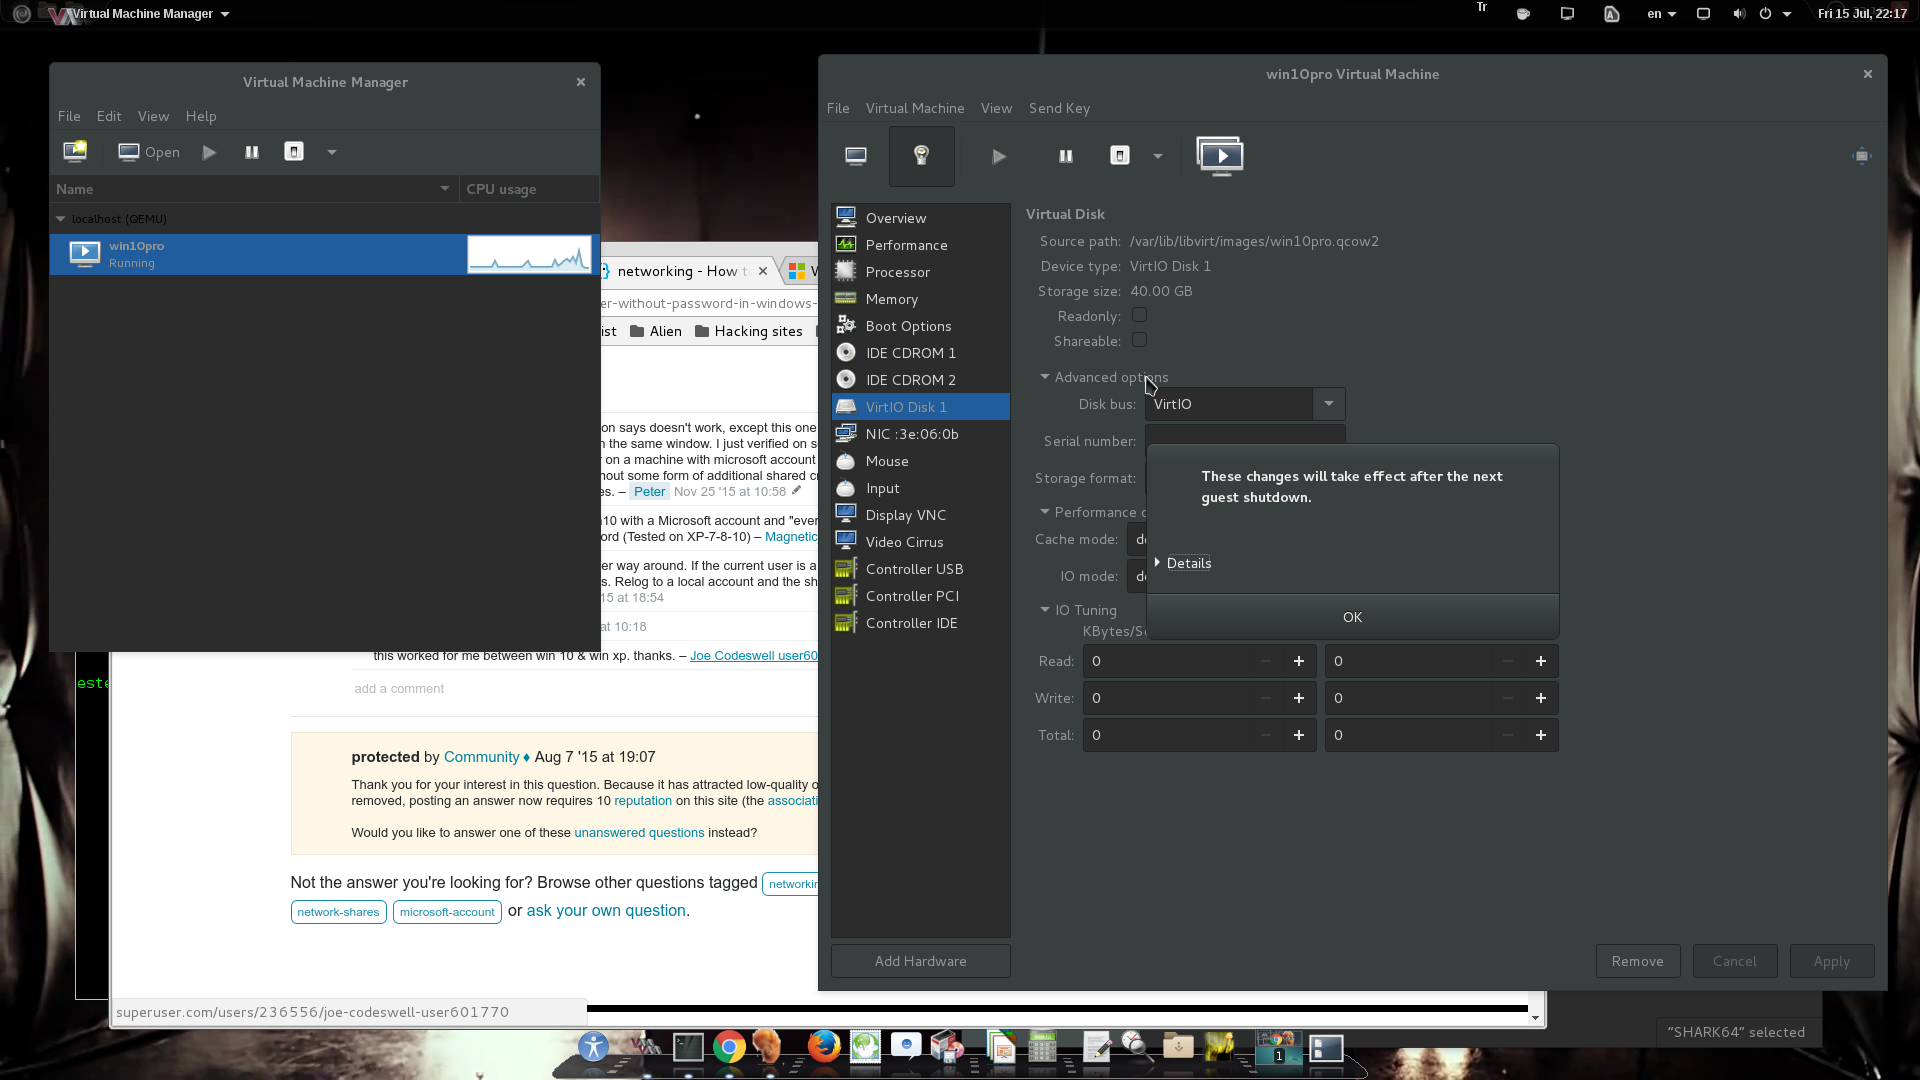 Virtual Machine Manager
Tr
en
Fri 15 Jul, 22:17
Virtual Machine Manager
File Edit View Help
Open
Name CPU usage
localhost (QEMU)
win10pro
Running
networking - How t
er-without-password-in-windows-
ist Alien Hacking sites
on says doesn't work, except this one
n the same window. I just verified on s
on a machine with microsoft account
hout some form of additional shared cr
es. – Peter Nov 25 '15 at 10:58
10 with a Microsoft account and "ever
ord (Tested on XP-7-8-10) – Magnetic
er way around. If the current user is a
s. Relog to a local account and the sh
15 at 18:54
at 10:18
this worked for me between win 10 & win xp. thanks. – Joe Codeswell user60
add a comment
este
protected by Community ♦ Aug 7 '15 at 19:07
Thank you for your interest in this question. Because it has attracted low-quality o
removed, posting an answer now requires 10 reputation on this site (the associati
Would you like to answer one of these unanswered questions instead?
Not the answer you're looking for? Browse other questions tagged networkin
network-shares microsoft-account or ask your own question.
superuser.com/users/236556/joe-codeswell-user601770
win10pro Virtual Machine
File Virtual Machine View Send Key
Overview
Performance
Processor
Memory
Boot Options
IDE CDROM 1
IDE CDROM 2
VirtIO Disk 1
NIC :3e:06:0b
Mouse
Input
Display VNC
Video Cirrus
Controller USB
Controller PCI
Controller IDE
Add Hardware
Virtual Disk
Source path: /var/lib/libvirt/images/win10pro.qcow2
Device type: VirtIO Disk 1
Storage size: 40.00 GB
Readonly:
Shareable:
Advanced options
Disk bus: VirtIO
Serial number:
Storage format:
Performance o
Cache mode: de
IO mode: de
IO Tuning
KBytes/Se
Read: 0 0
Write: 0 0
Total: 0 0
These changes will take effect after the next
guest shutdown.
Details
OK
Remove Cancel Apply
"SHARK64" selected
1